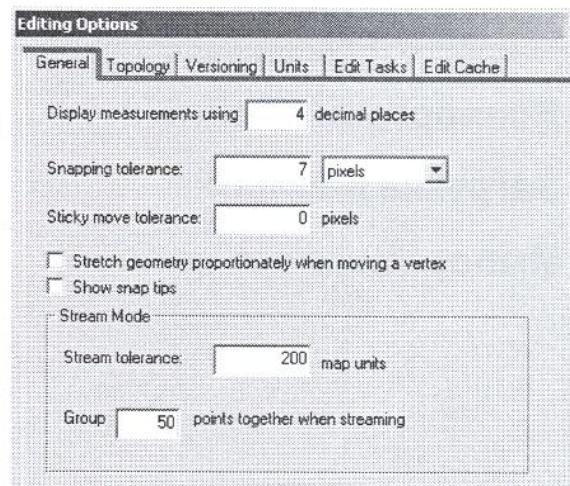 Editing Options
General Topology Versioning Units Edit Tasks Edit Cache
Display measurements using 4 decimal places
Snapping tolerance: 7 pixels
Sticky move tolerance: 0 pixels
Stretch geometry proportionately when moving a vertex
Show snap tips
Stream Mode
Stream tolerance: 200 map units
Group 50 points together when streaming